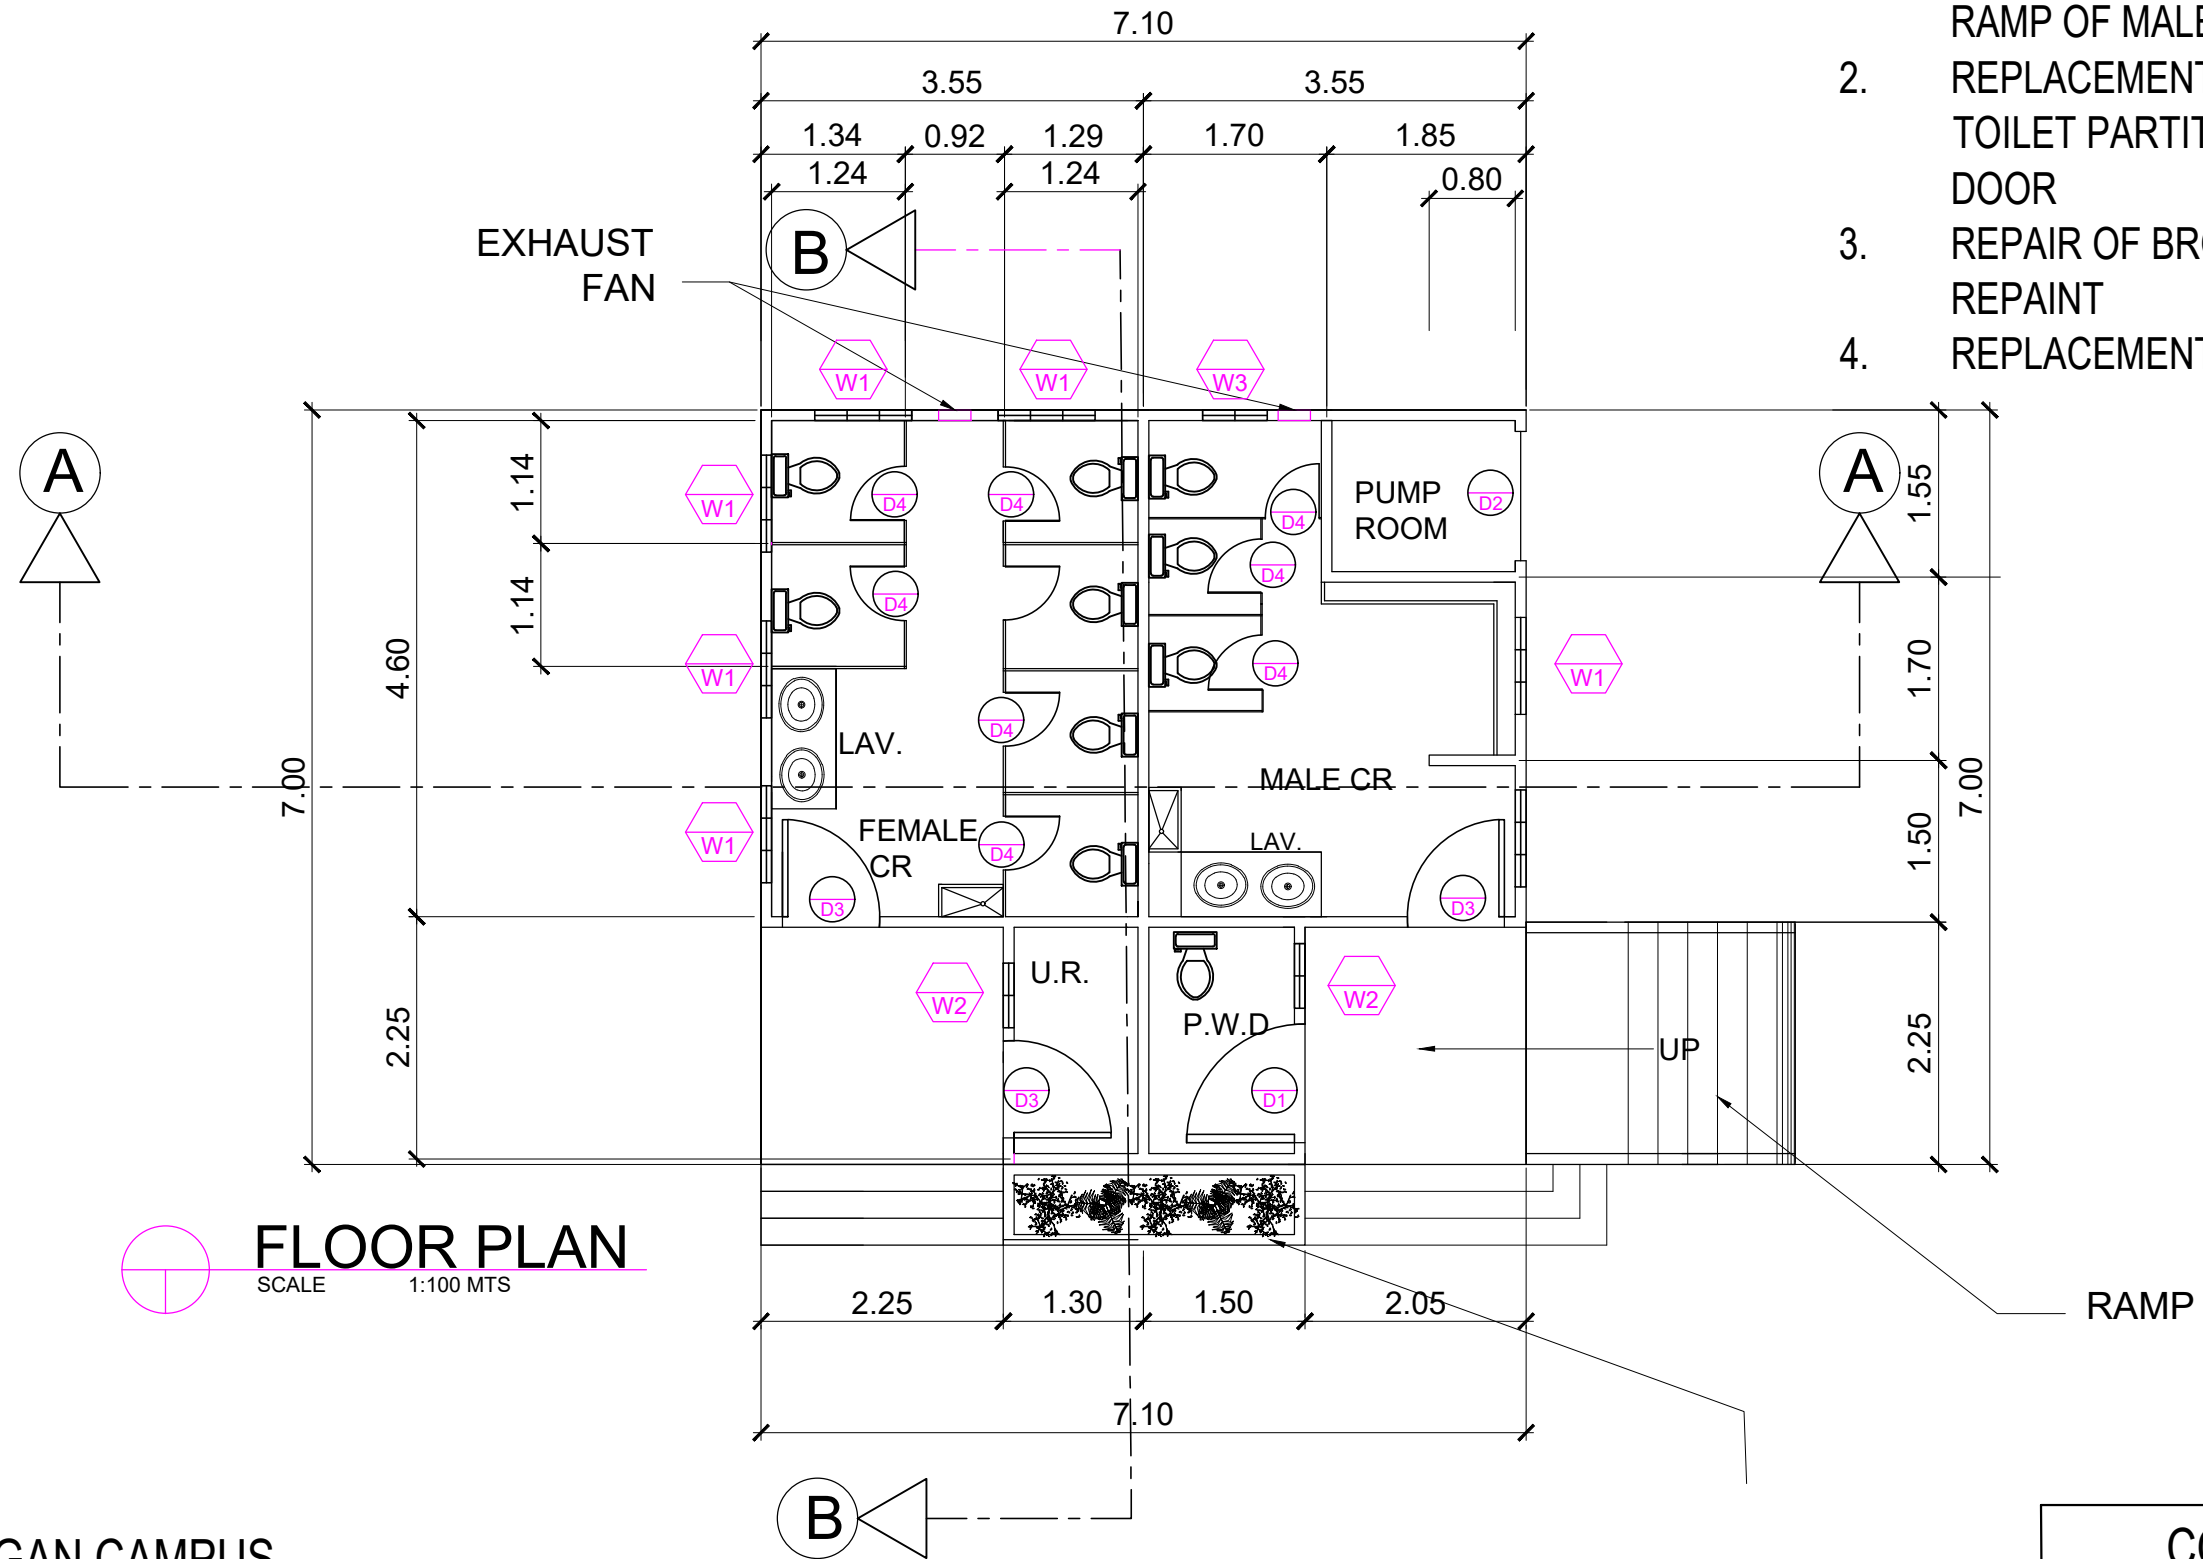 7.10
3.55
3.55
1.34
0.92
1.29
1.70
1.85
1.24
1.24
0.80
RAMP OF MALE
2. REPLACEMENT
TOILET PARTIT
DOOR
3. REPAIR OF BRO
REPAINT
4. REPLACEMENT
EXHAUST
FAN
B
W1
W1
W3
A
A
7.00
4.60
2.25
1.14
1.14
W1
W1
W1
D4
D4
D4
D4
D4
D4
D4
D4
PUMP
ROOM
D2
W1
LAV.
MALE CR
FEMALE
CR
LAV.
D3
D3
1.55
1.70
1.50
2.25
7.00
U.R.
W2
P.W.D
W2
UP
D3
D1
FLOOR PLAN
SCALE 1:100 MTS
2.25
1.30
1.50
2.05
RAMP
7.10
B
GAN CAMPUS